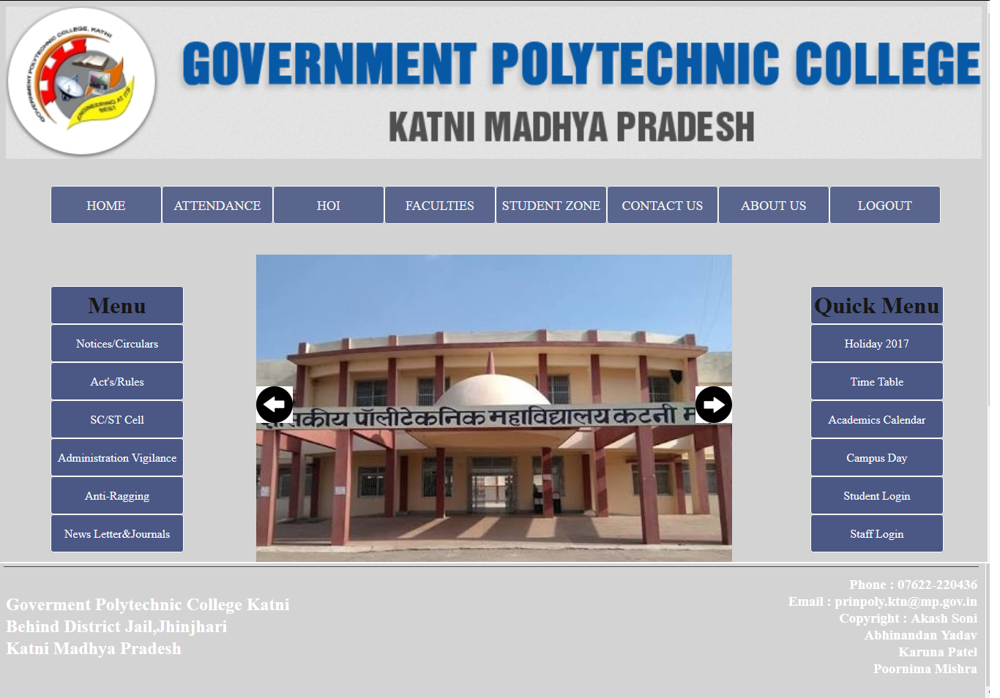 GOVERNMENT POLYTECHNIC COLLEGE, KATNI
ENGINEERING AT ITS
BEST
GOVERNMENT POLYTECHNIC COLLEGE
KATNI MADHYA PRADESH
HOME ATTENDANCE HOI FACULTIES STUDENT ZONE CONTACT US ABOUT US LOGOUT
Menu
Notices/Circulars
Act's/Rules
SC/ST Cell
Administration Vigilance
Anti-Ragging
News Letter&Journals
पॉलीटेकनिक महाविद्यालय कटनी
Quick Menu
Holiday 2017
Time Table
Academics Calendar
Campus Day
Student Login
Staff Login
Goverment Polytechnic College Katni
Behind District Jail,Jhinjhari
Katni Madhya Pradesh
Phone : 07622-220436
Email : prinpoly.ktn@mp.gov.in
Copyright : Akash Soni
Abhinandan Yadav
Karuna Patel
Poornima Mishra